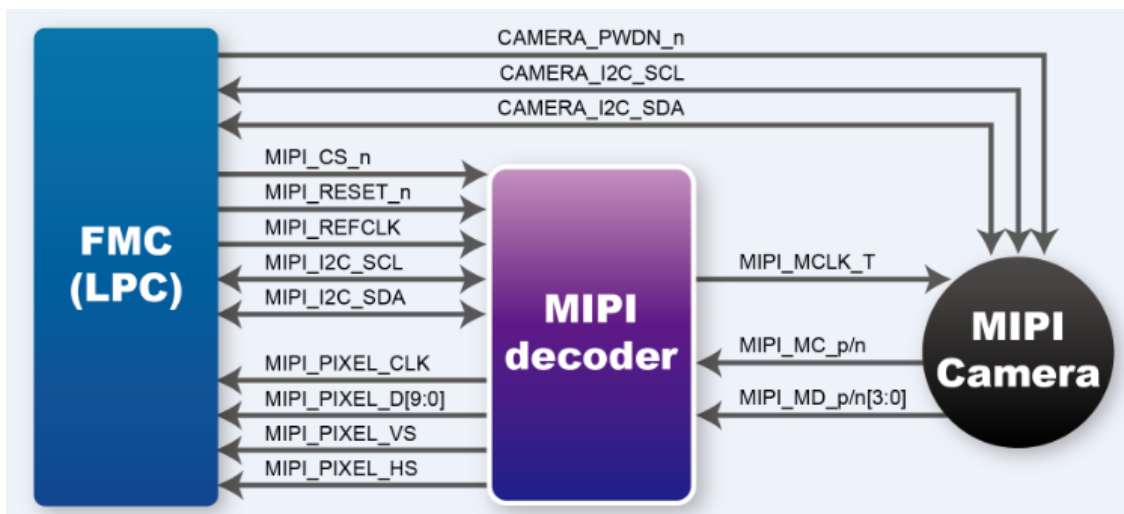 CAMERA_PWDN_n
CAMERA_I2C_SCL
CAMERA_I2C_SDA
MIPI_CS_n
MIPI_RESET_n
MIPI_REFCLK
MIPI_I2C_SCL
MIPI_I2C_SDA
MIPI_PIXEL_CLK
MIPI_PIXEL_D[9:0]
MIPI_PIXEL_VS
MIPI_PIXEL_HS
FMC
(LPC)
MIPI
decoder
MIPI_MCLK_T
MIPI_MC_p/n
MIPI_MD_p/n[3:0]
MIPI
Camera